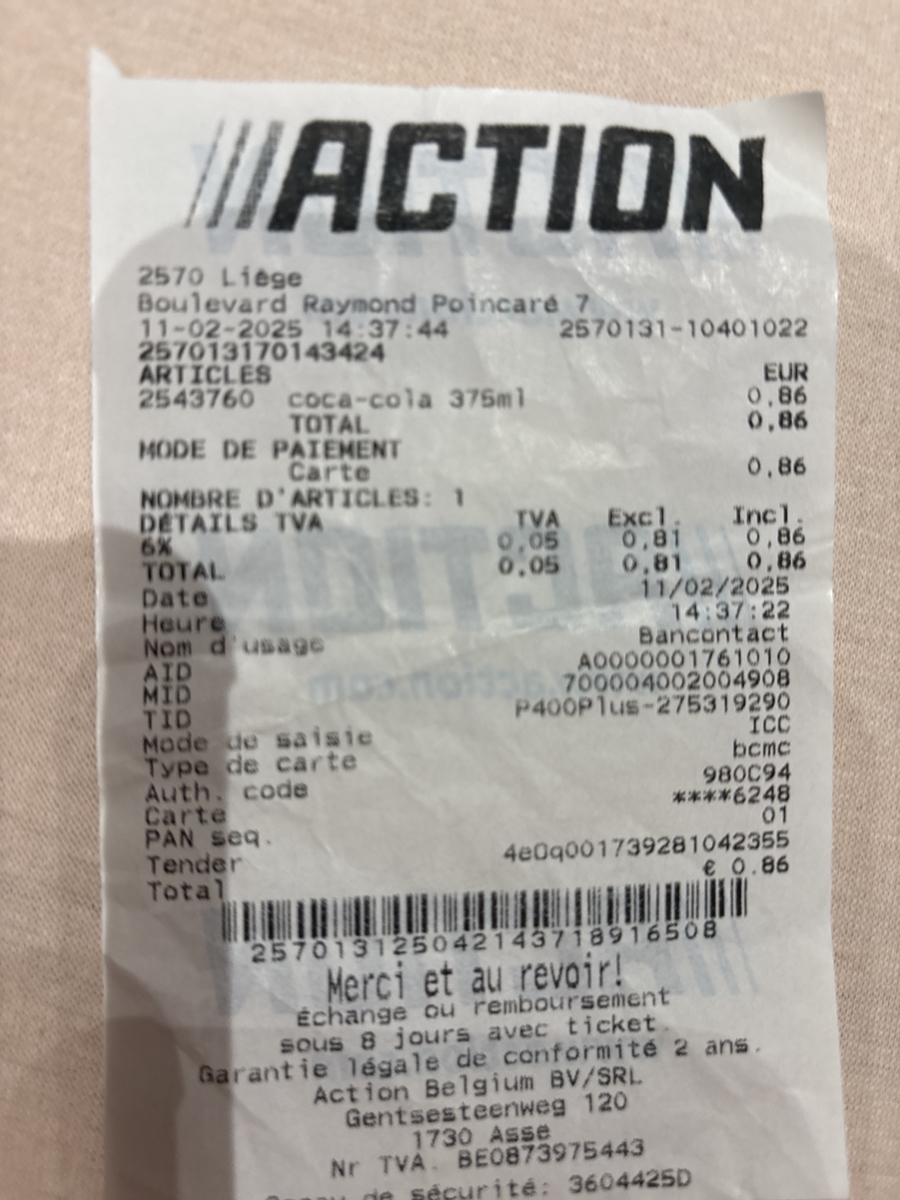 ACTION
2570 Liège
Boulevard Raymond Poincaré 7
11-02-2025 14:37:44 2570131-10401022
257013170143424
ARTICLES EUR
2543760 coca-cola 375ml 0,86
TOTAL 0,86
MODE DE PAIEMENT
Carte 0,86
NOMBRE D'ARTICLES: 1
DÉTAILS TVA TVA Excl. Incl.
6% 0,05 0,81 0,86
TOTAL 0,05 0,81 0,86
Date 11/02/2025
Heure 14:37:22
Nom d'usage Bancontact
AID A0000001761010
MID 700004002004908
TID P400Plus-275319290
Mode de saisie ICC
Type de carte bcmc
Auth. code 980C94
Carte ****6248
PAN seq. 01
Tender 4e0q001739281042355
Total € 0.86
257013125042143718916508
Merci et au revoir!
Échange ou remboursement
sous 8 jours avec ticket.
Garantie légale de conformité 2 ans.
Action Belgium BV/SRL
Gentsesteenweg 120
1730 Asse
Nr TVA. BE0873975443
de sécurité: 3604425D